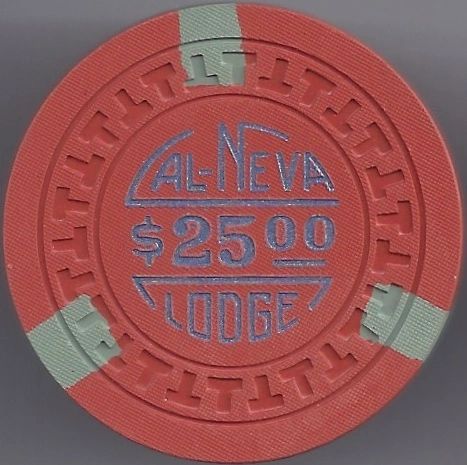 CAL-NEVA
$25.00
LODGE